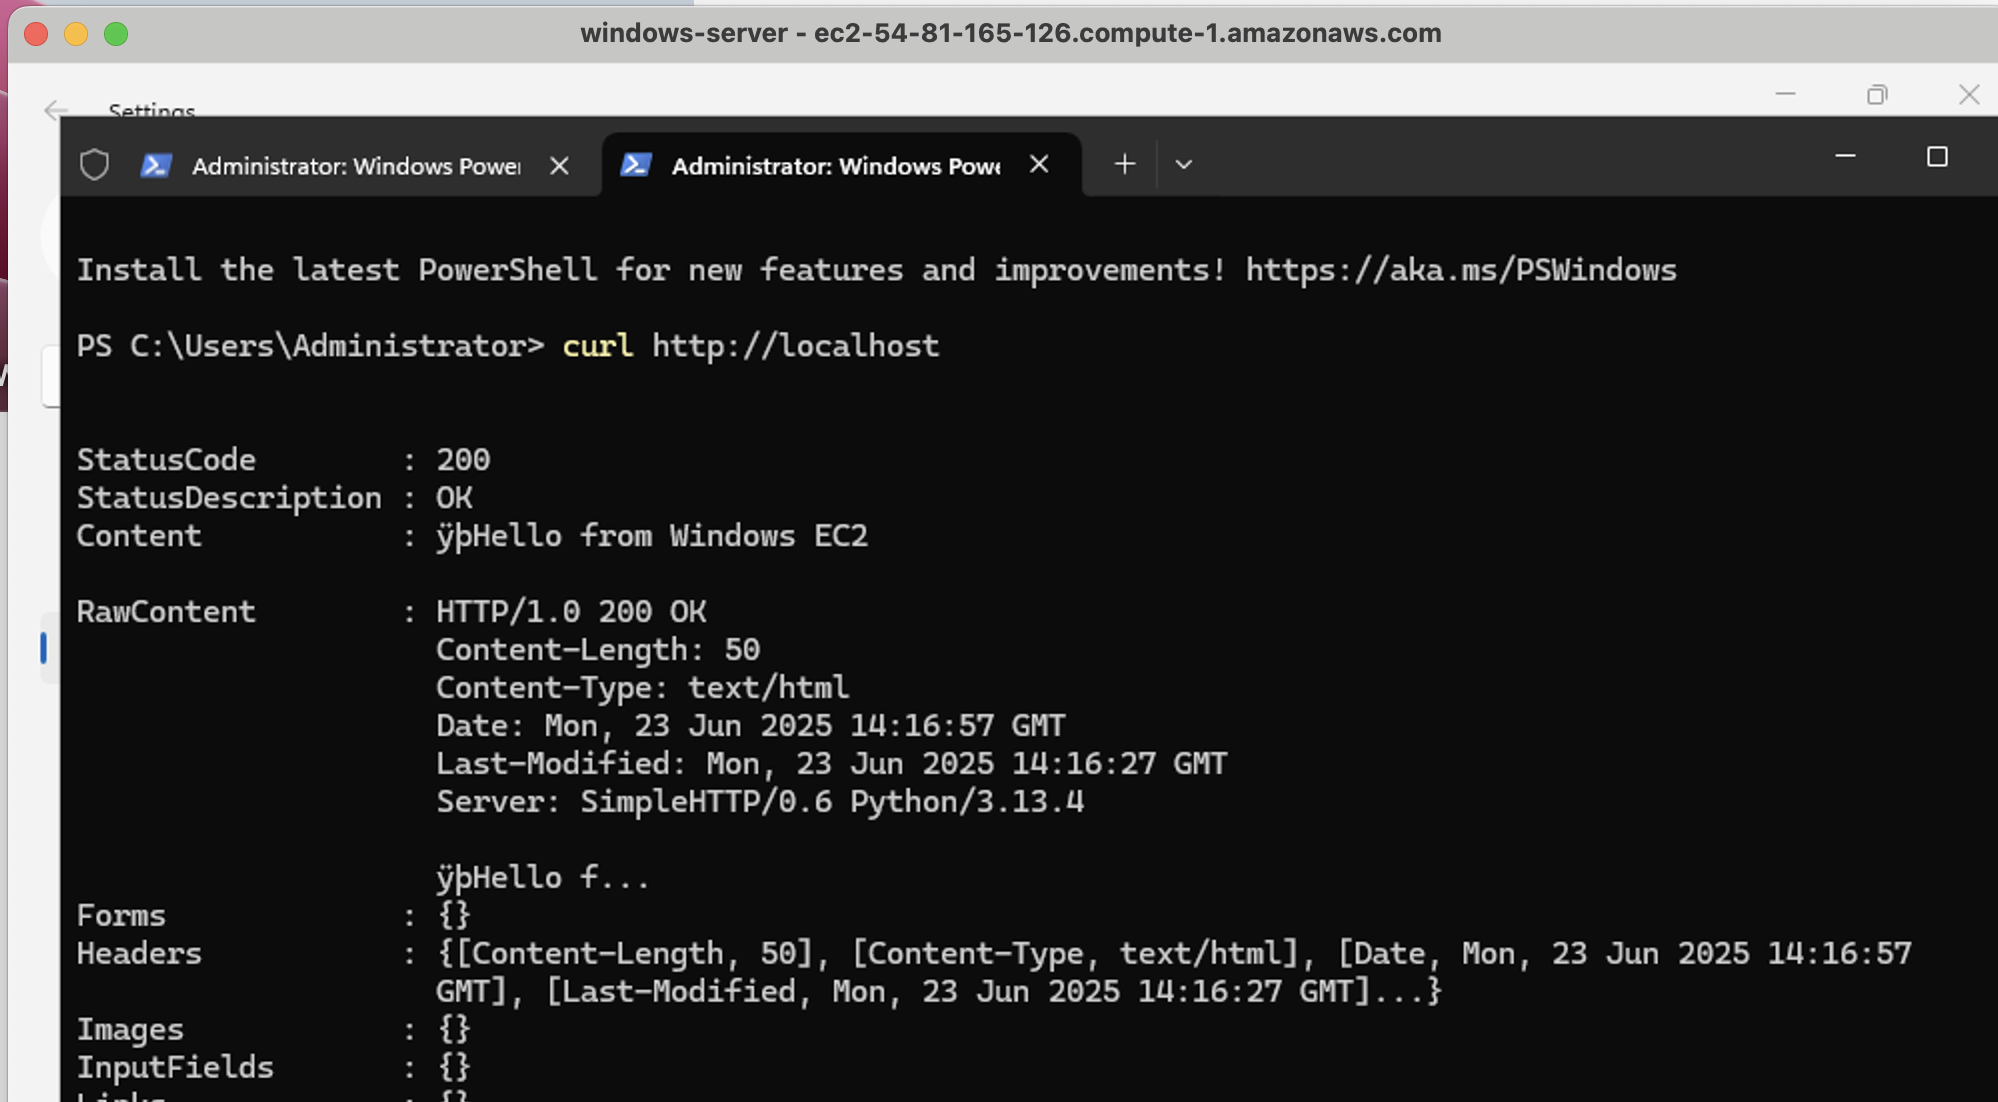 windows-server - ec2-54-81-165-126.compute-1.amazonaws.com
Settings
Administrator: Windows Power
Administrator: Windows Powe
Install the latest PowerShell for new features and improvements! https://aka.ms/PSWindows
PS C:\Users\Administrator> curl http://localhost
StatusCode : 200
StatusDescription : OK
Content : ÿþHello from Windows EC2
RawContent : HTTP/1.0 200 OK
Content-Length: 50
Content-Type: text/html
Date: Mon, 23 Jun 2025 14:16:57 GMT
Last-Modified: Mon, 23 Jun 2025 14:16:27 GMT
Server: SimpleHTTP/0.6 Python/3.13.4
ÿþHello f...
Forms : {}
Headers : {[Content-Length, 50], [Content-Type, text/html], [Date, Mon, 23 Jun 2025 14:16:57
GMT], [Last-Modified, Mon, 23 Jun 2025 14:16:27 GMT]...}
Images : {}
InputFields : {}
Links : {}